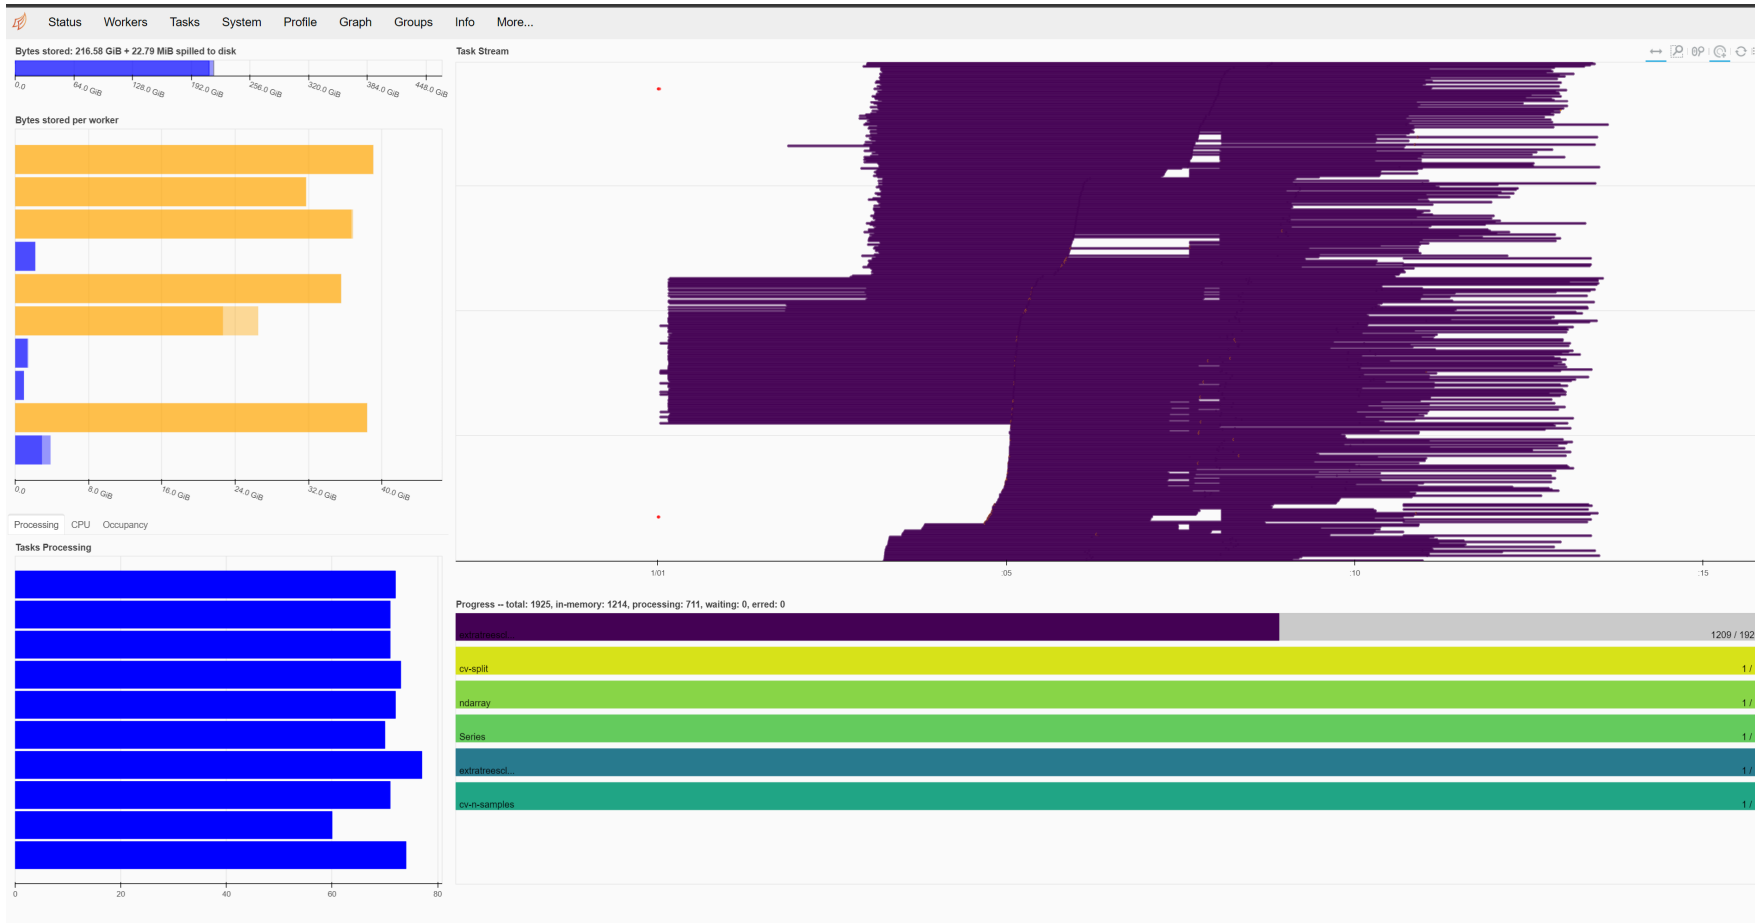 Status Workers Tasks System Profile Graph Groups Info More...
Bytes stored: 216.58 GiB + 22.79 MiB spilled to disk
0.0 64.0 GiB 128.0 GiB 192.0 GiB 256.0 GiB 320.0 GiB 384.0 GiB 448.0 GiB
Bytes stored per worker
0.0 8.0 GiB 16.0 GiB 24.0 GiB 32.0 GiB 40.0 GiB
Processing CPU Occupancy
Tasks Processing
0 20 40 60 80
Task Stream
1/01 :05 :10 :15
Progress -- total: 1925, in-memory: 1214, processing: 711, waiting: 0, erred: 0
extratreescl... 1209 / 192
cv-split 1 /
ndarray 1 /
Series 1 /
extratreescl... 1 /
cv-n-samples 1 /